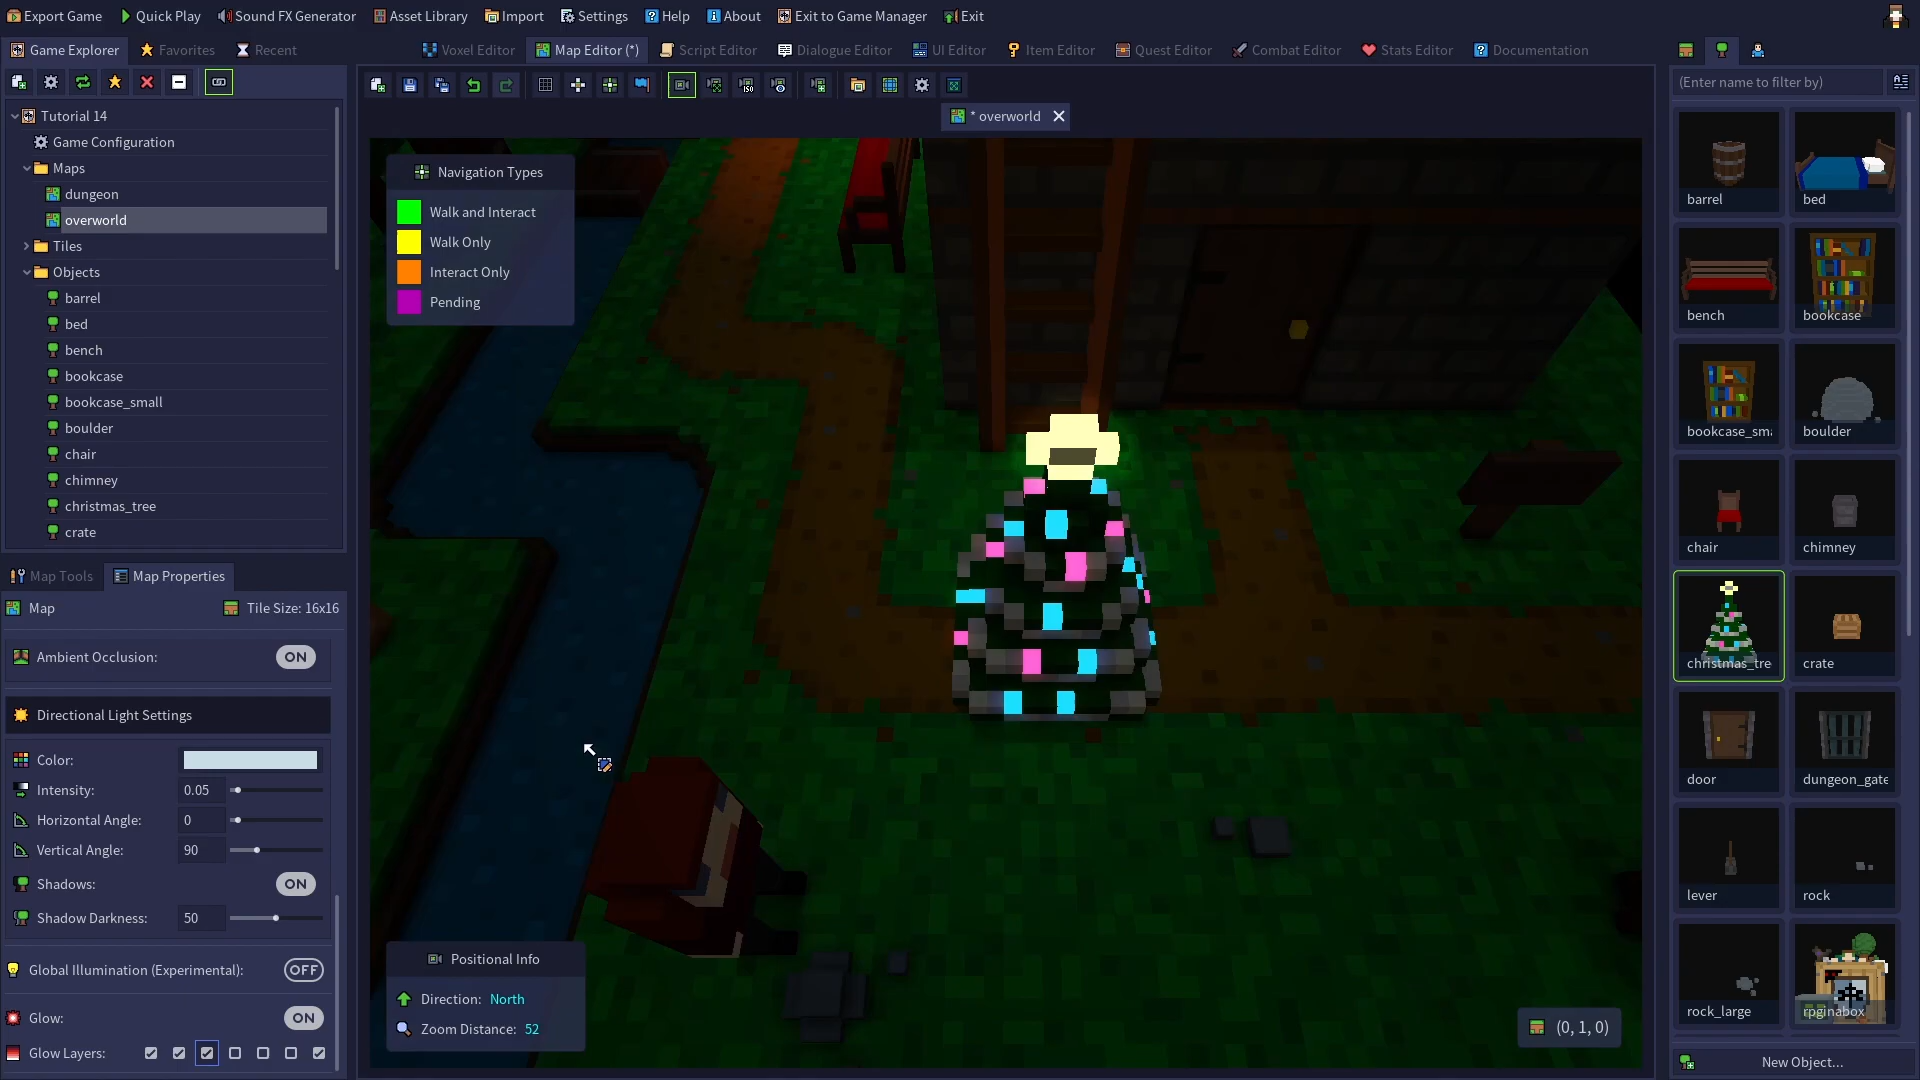 Export Game Quick Play Sound FX Generator Asset Library Import Settings Help About Exit to Game Manager Exit
Game Explorer Favorites Recent Voxel Editor Map Editor (*) Script Editor Dialogue Editor UI Editor Item Editor Quest Editor Combat Editor Stats Editor Documentation
(Enter name to filter by)
* overworld
Tutorial 14
Game Configuration
Maps
dungeon
overworld
Tiles
Objects
barrel
bed
bench
bookcase
bookcase_small
boulder
chair
chimney
christmas_tree
crate
Map Tools Map Properties
Map Tile Size: 16x16
Ambient Occlusion: ON
Directional Light Settings
Color:
Intensity: 0.05
Horizontal Angle: 0
Vertical Angle: 90
Shadows: ON
Shadow Darkness: 50
Global Illumination (Experimental): OFF
Glow: ON
Glow Layers:
Navigation Types
Walk and Interact
Walk Only
Interact Only
Pending
Positional Info
Direction: North
Zoom Distance: 52
(0, 1, 0)
barrel bed
bench bookcase
bookcase_sma boulder
chair chimney
christmas_tre crate
door dungeon_gate
lever rock
rock_large rpginabox
New Object...